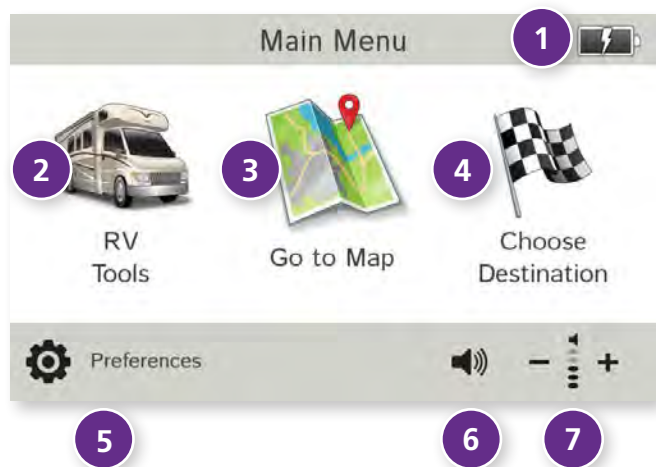 Main Menu
1
2
3
4
RV
Tools
Go to Map
Choose
Destination
Preferences
5
6
7